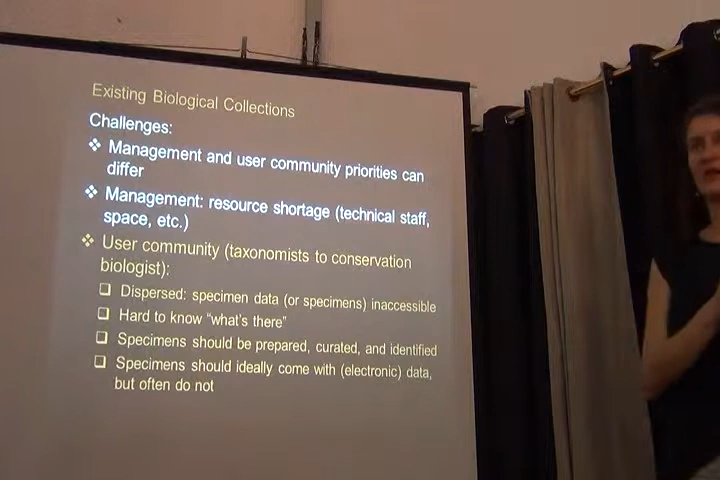 Existing Biological Collections
Challenges:
❖ Management and user community priorities can
differ
❖ Management: resource shortage (technical staff,
space, etc.)
❖ User community (taxonomists to conservation
biologist):
❑ Dispersed: specimen data (or specimens) inaccessible
❑ Hard to know “what's there”
❑ Specimens should be prepared, curated, and identified
❑ Specimens should ideally come with (electronic) data,
but often do not